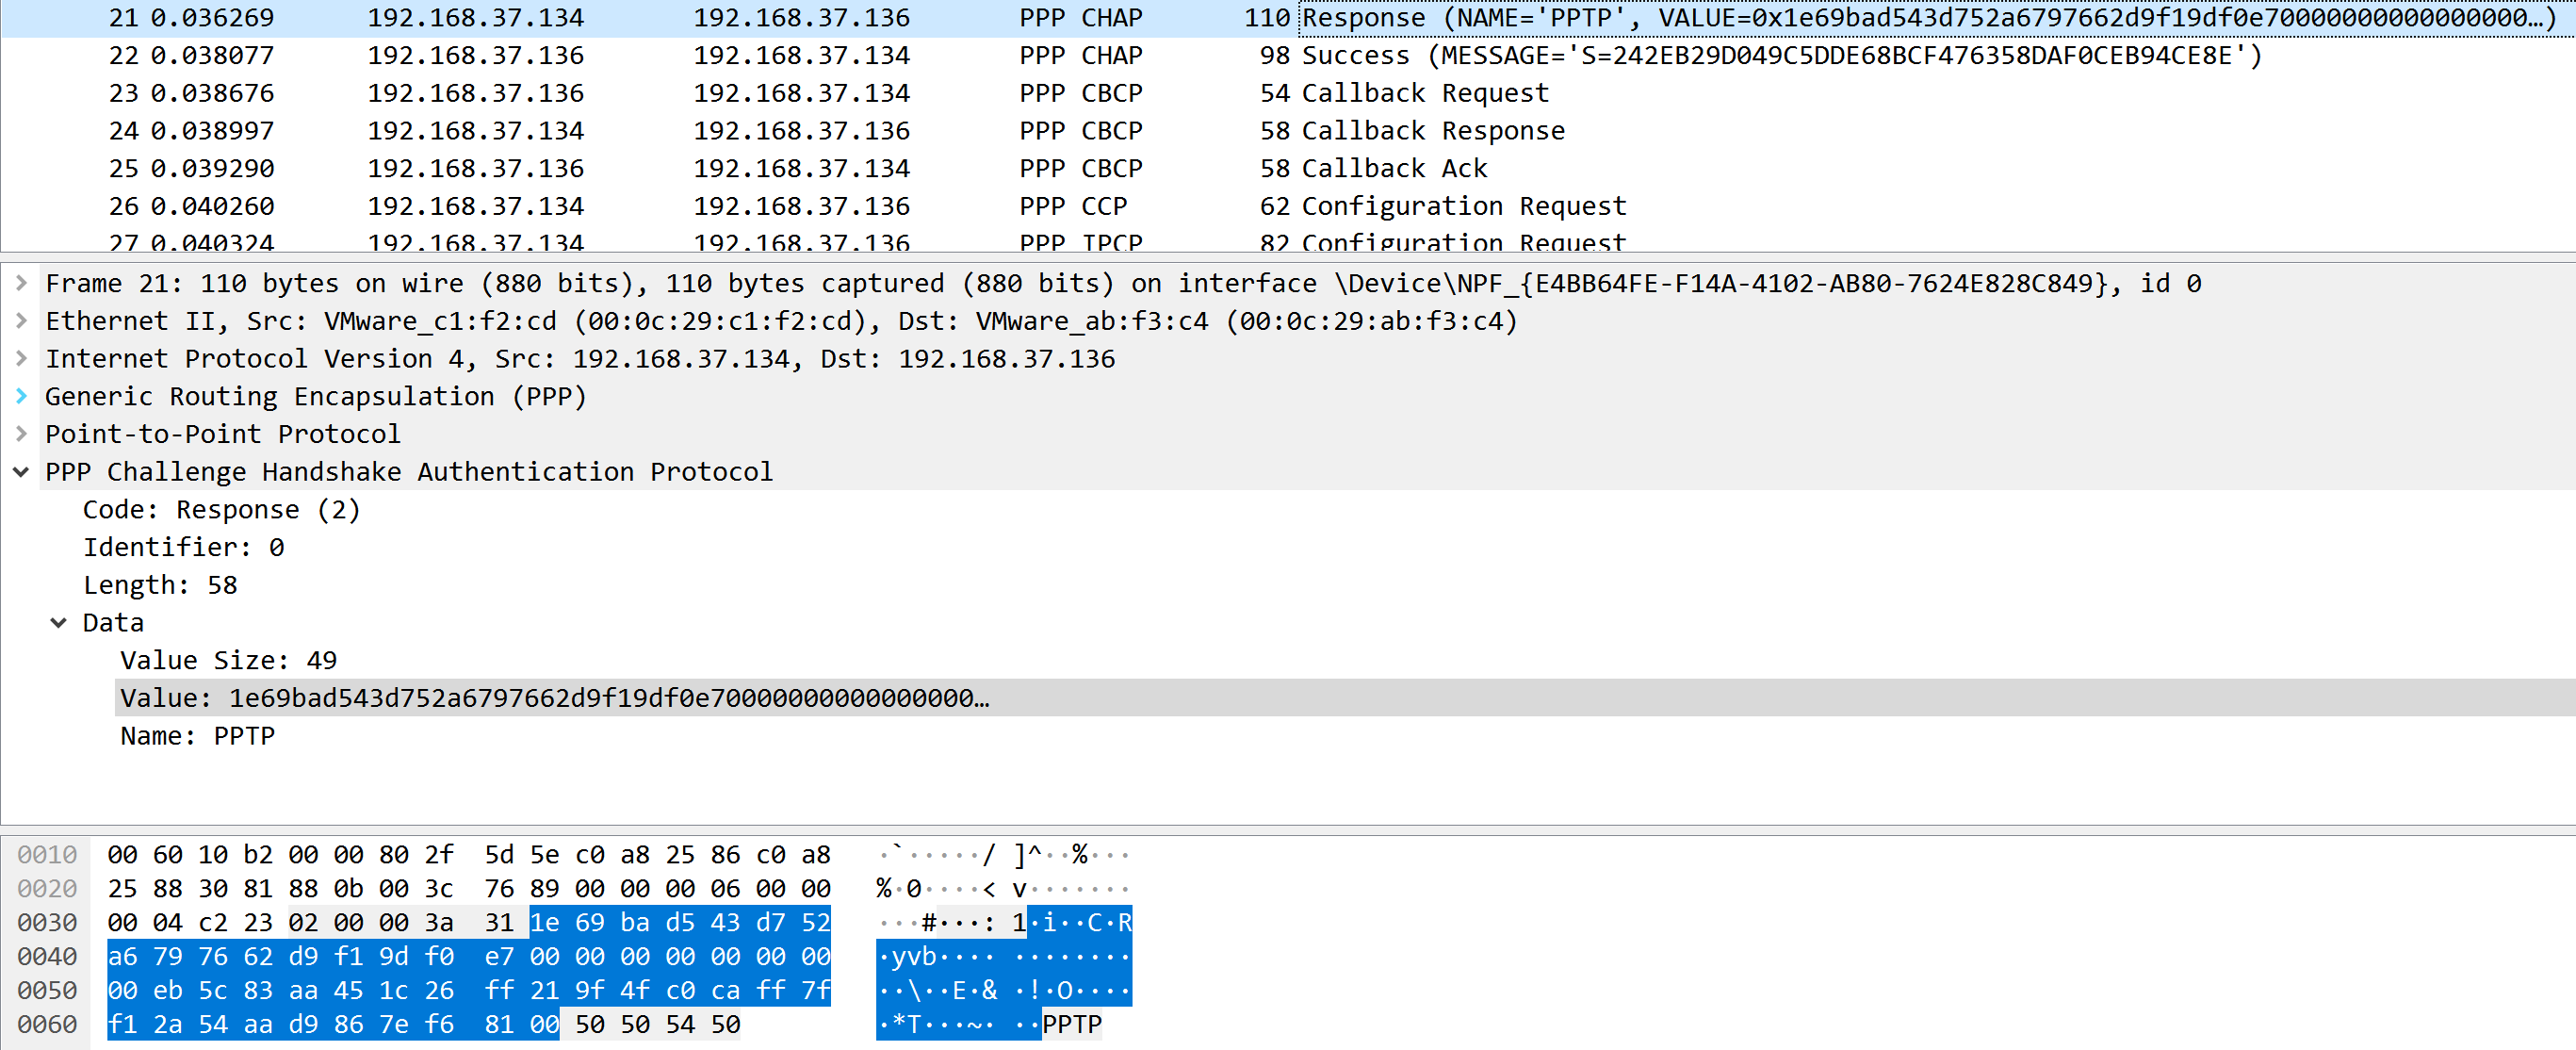 21 0.036269 192.168.37.134 192.168.37.136 PPP CHAP 110 Response (NAME='PPTP', VALUE=0x1e69bad543d752a6797662d9f19df0e70000000000000000…)
22 0.038077 192.168.37.136 192.168.37.134 PPP CHAP 98 Success (MESSAGE='S=242EB29D049C5DDE68BCF476358DAF0CEB94CE8E')
23 0.038676 192.168.37.136 192.168.37.134 PPP CBCP 54 Callback Request
24 0.038997 192.168.37.134 192.168.37.136 PPP CBCP 58 Callback Response
25 0.039290 192.168.37.136 192.168.37.134 PPP CBCP 58 Callback Ack
26 0.040260 192.168.37.134 192.168.37.136 PPP CCP 62 Configuration Request
27 0.040324 192.168.37.134 192.168.37.136 PPP IPCP 82 Configuration Request
Frame 21: 110 bytes on wire (880 bits), 110 bytes captured (880 bits) on interface \Device\NPF_{E4BB64FE-F14A-4102-AB80-7624E828C849}, id 0
Ethernet II, Src: VMware_c1:f2:cd (00:0c:29:c1:f2:cd), Dst: VMware_ab:f3:c4 (00:0c:29:ab:f3:c4)
Internet Protocol Version 4, Src: 192.168.37.134, Dst: 192.168.37.136
Generic Routing Encapsulation (PPP)
Point-to-Point Protocol
PPP Challenge Handshake Authentication Protocol
Code: Response (2)
Identifier: 0
Length: 58
Data
Value Size: 49
Value: 1e69bad543d752a6797662d9f19df0e70000000000000000…
Name: PPTP
0010 00 60 10 b2 00 00 80 2f 5d 5e c0 a8 25 86 c0 a8 ·`·····/ ]^··%···
0020 25 88 30 81 88 0b 00 3c 76 89 00 00 00 06 00 00 %·0····< v·······
0030 00 04 c2 23 02 00 00 3a 31 1e 69 ba d5 43 d7 52 ···#···: 1·i··C·R
0040 a6 79 76 62 d9 f1 9d f0 e7 00 00 00 00 00 00 00 ·yvb···· ········
0050 00 eb 5c 83 aa 45 1c 26 ff 21 9f 4f c0 ca ff 7f ··\··E·& ·!·O····
0060 f1 2a 54 aa d9 86 7e f6 81 00 50 50 54 50 ·*T···~· ··PPTP